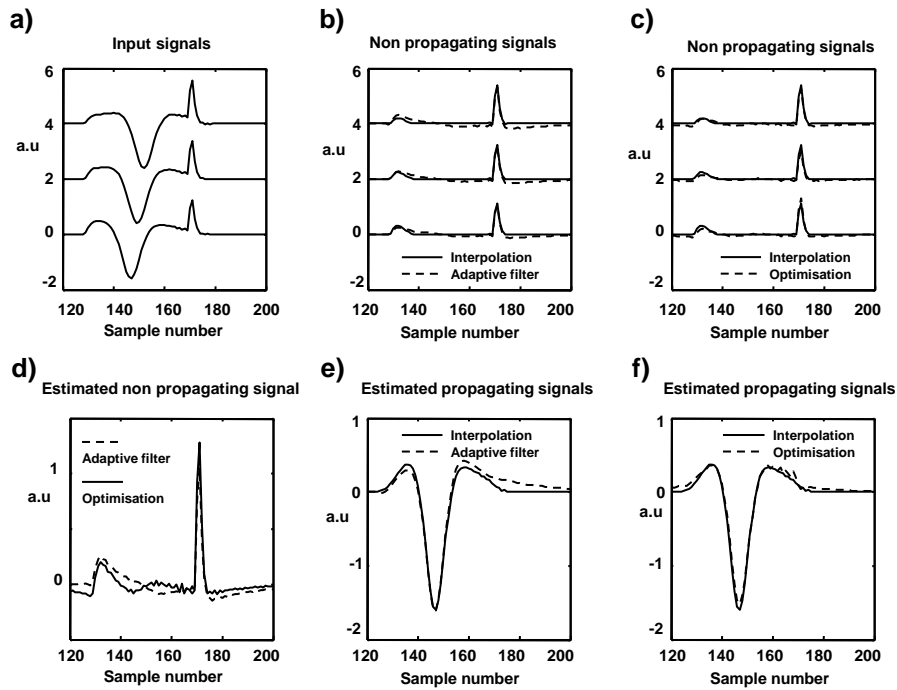 a)
Input signals
6
4
a.u
2
0
-2
120 140 160 180 200
Sample number
b)
Non propagating signals
6
4
a.u
2
0
Interpolation
Adaptive filter
-2
120 140 160 180 200
Sample number
c)
Non propagating signals
6
4
a.u
2
0
Interpolation
Optimisation
-2
120 140 160 180 200
Sample number
d)
Estimated non propagating signal
Adaptive filter
1
Optimisation
a.u
0
120 140 160 180 200
Sample number
e)
Estimated propagating signals
1
Interpolation
Adaptive filter
0
a.u
-1
-2
120 140 160 180 200
Sample number
f)
Estimated propagating signals
1
Interpolation
Optimisation
0
a.u
-1
-2
120 140 160 180 200
Sample number